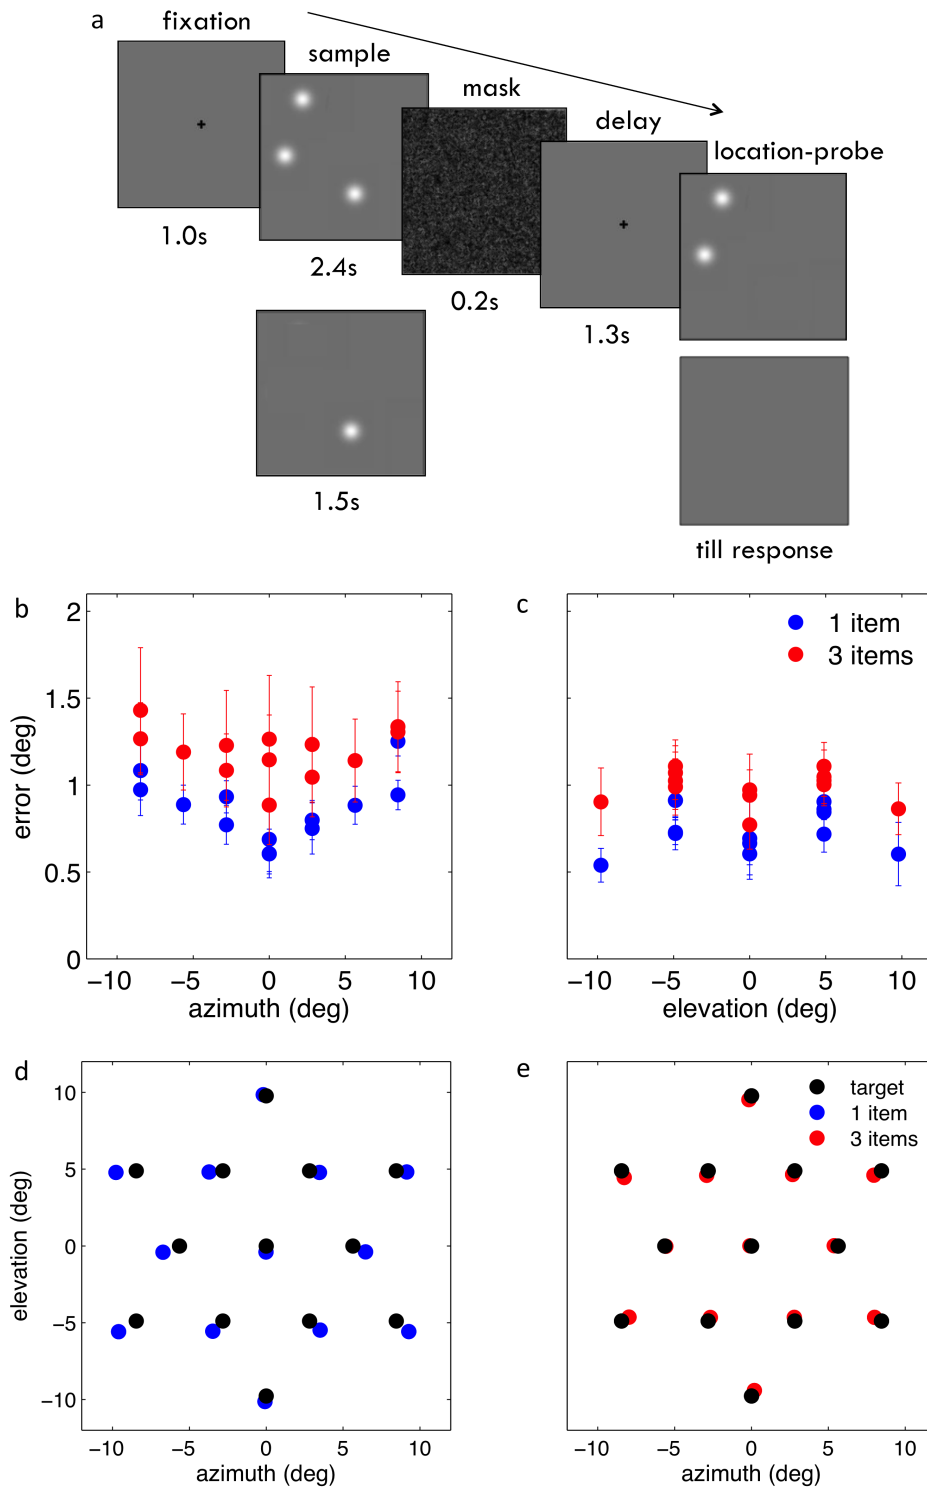 a
fixation
sample
mask
delay
location-probe
1.0s
2.4s
0.2s
1.3s
1.5s
till response
b
2
1.5
1
0.5
0
error (deg)
−10
−5
0
5
10
azimuth (deg)
c
1 item
3 items
−10
−5
0
5
10
elevation (deg)
d
10
5
0
−5
−10
elevation (deg)
−10
−5
0
5
10
azimuth (deg)
e
target
1 item
3 items
−10
−5
0
5
10
azimuth (deg)